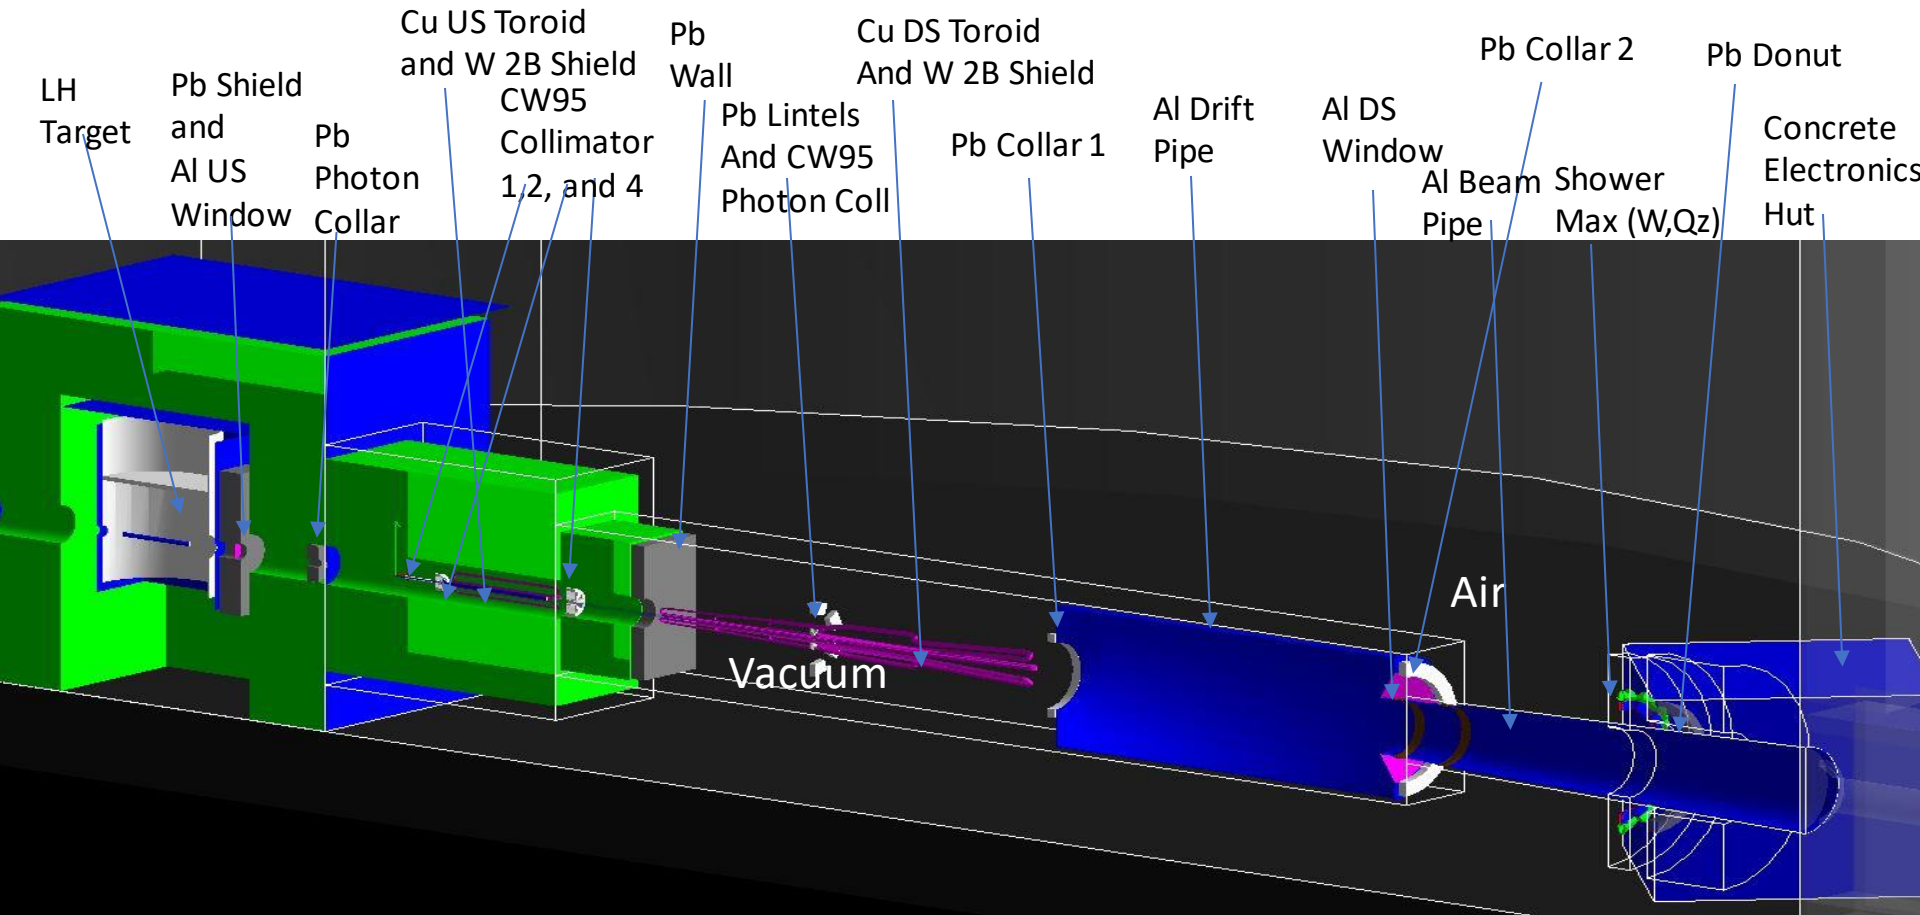 LH
Target
Pb Shield
and
Al US
Window
Pb
Photon
Collar
Cu US Toroid
and W 2B Shield
CW95
Collimator
1,2, and 4
Pb
Wall
Pb Lintels
And CW95
Photon Coll
Cu DS Toroid
And W 2B Shield
Pb Collar 1
Al Drift
Pipe
Al DS
Window
Al Beam
Pipe
Pb Collar 2
Shower
Max (W,Qz)
Pb Donut
Concrete
Electronics
Hut
Vacuum
Air